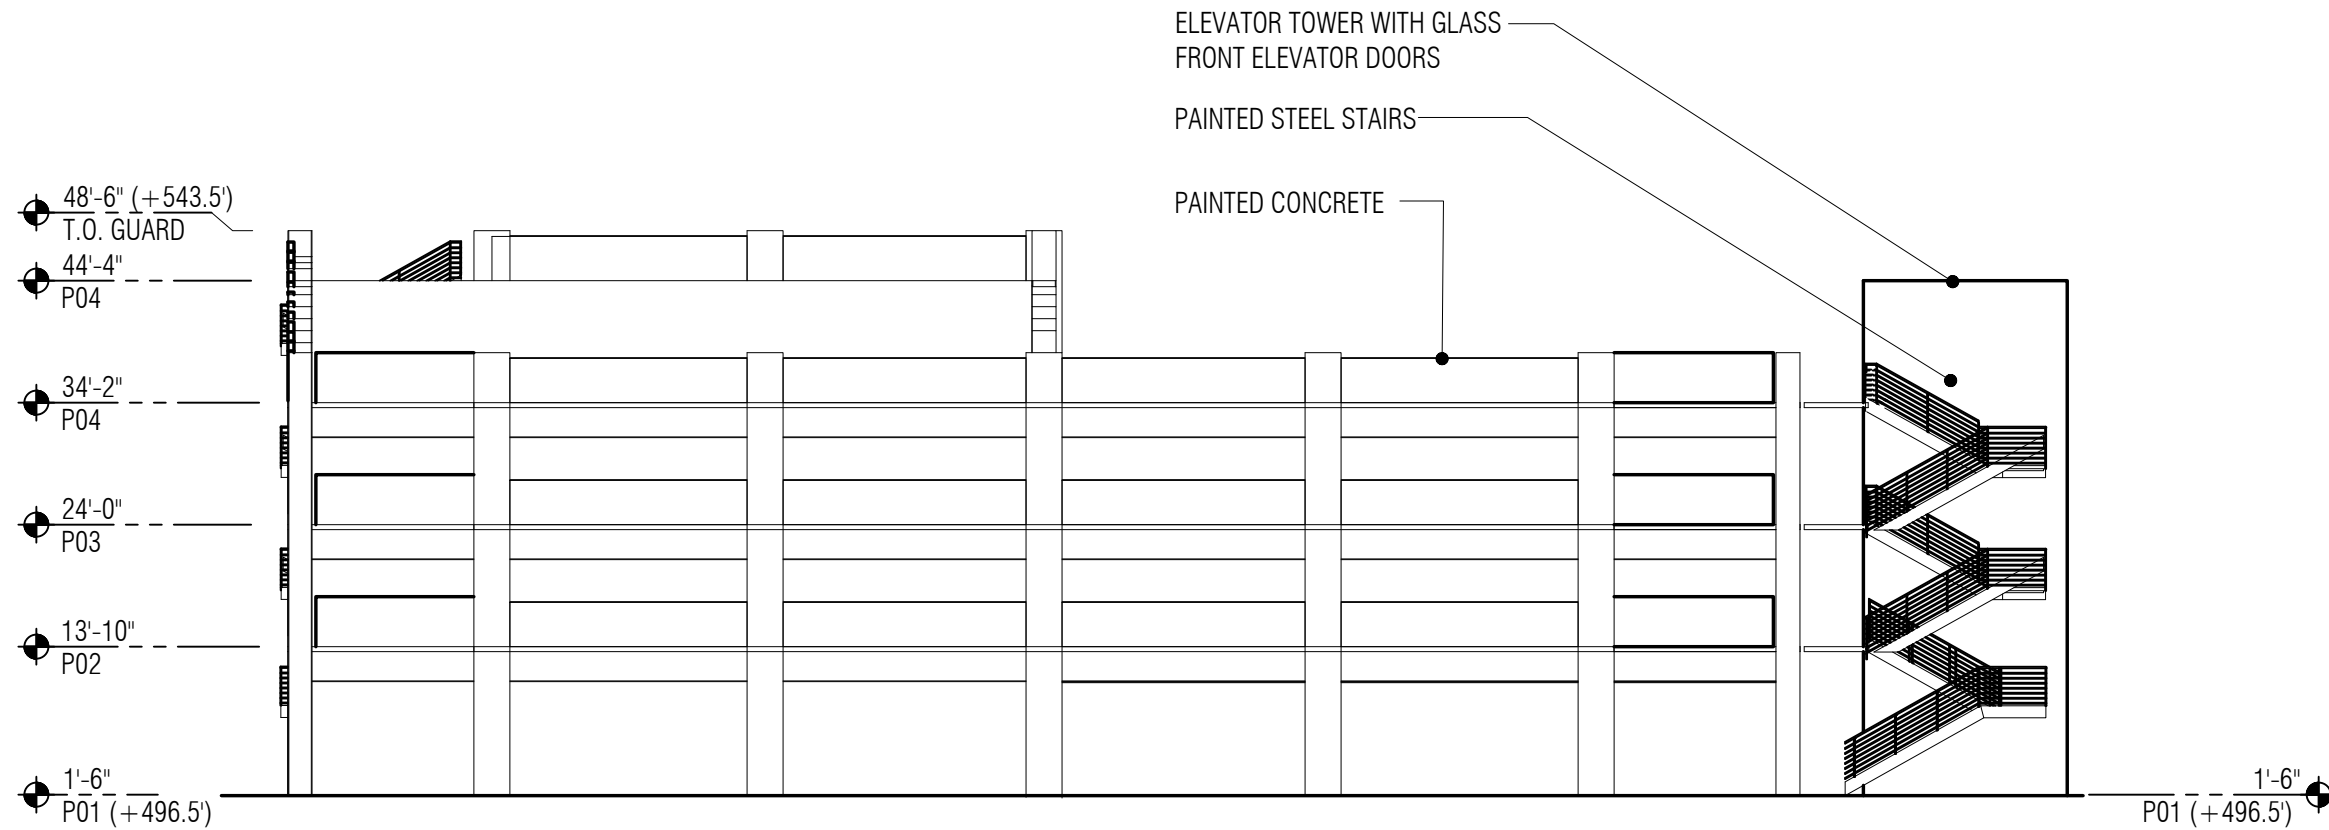 ELEVATOR TOWER WITH GLASS
FRONT ELEVATOR DOORS
PAINTED STEEL STAIRS
PAINTED CONCRETE
48'-6" (+543.5')
T.O. GUARD
44'-4"
P04
34'-2"
P04
24'-0"
P03
13'-10"
P02
1'-6"
P01 (+496.5')
1'-6"
P01 (+496.5')